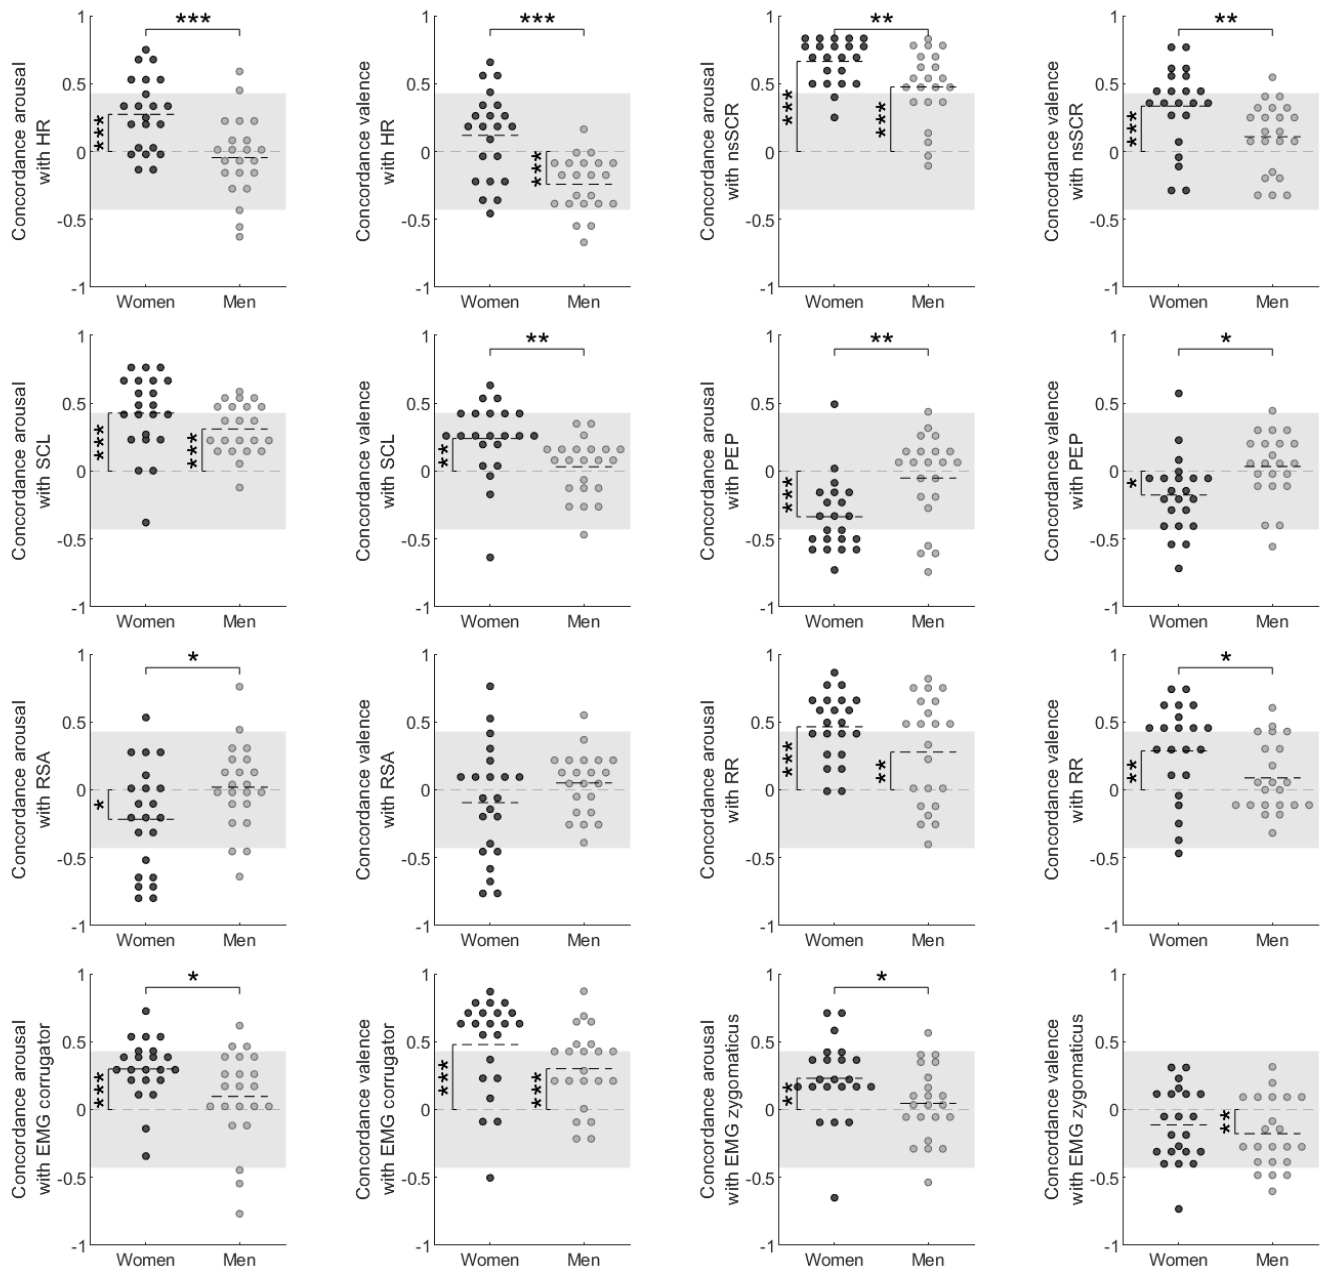 Concordance arousal
with HR
1
0.5
0
-0.5
-1
***
***
Women
Men
Concordance valence
with HR
1
0.5
0
-0.5
-1
***
***
Women
Men
Concordance arousal
with nsSCR
1
0.5
0
-0.5
-1
**
***
***
Women
Men
Concordance valence
with nsSCR
1
0.5
0
-0.5
-1
**
***
Women
Men
Concordance arousal
with SCL
1
0.5
0
-0.5
-1
***
***
Women
Men
Concordance valence
with SCL
1
0.5
0
-0.5
-1
**
**
Women
Men
Concordance arousal
with PEP
1
0.5
0
-0.5
-1
**
***
Women
Men
Concordance valence
with PEP
1
0.5
0
-0.5
-1
*
*
Women
Men
Concordance arousal
with RSA
1
0.5
0
-0.5
-1
*
*
Women
Men
Concordance valence
with RSA
1
0.5
0
-0.5
-1
Women
Men
Concordance arousal
with RR
1
0.5
0
-0.5
-1
***
**
Women
Men
Concordance valence
with RR
1
0.5
0
-0.5
-1
*
**
Women
Men
Concordance arousal
with EMG corrugator
1
0.5
0
-0.5
-1
*
***
Women
Men
Concordance valence
with EMG corrugator
1
0.5
0
-0.5
-1
***
***
Women
Men
Concordance arousal
with EMG zygomaticus
1
0.5
0
-0.5
-1
*
**
Women
Men
Concordance valence
with EMG zygomaticus
1
0.5
0
-0.5
-1
**
Women
Men